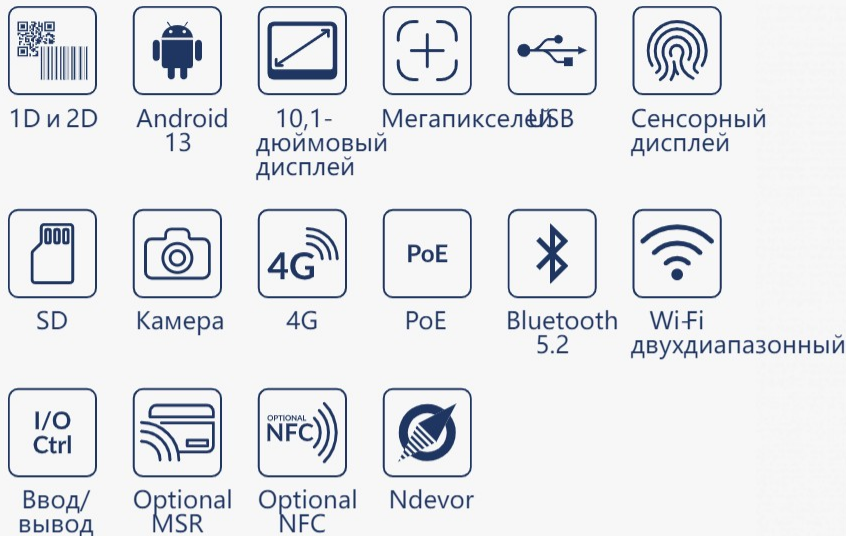 1D и 2D
Android
13
10,1-
дюймовый
дисплей
Мегапикселей
USB
Сенсорный
дисплей
4G
PoE
SD
Камера
4G
PoE
Bluetooth
5.2
Wi-Fi
двухдиапазонный
I/O
Ctrl
OPTIONAL
NFC
Ввод/
вывод
Optional
MSR
Optional
NFC
Ndevor